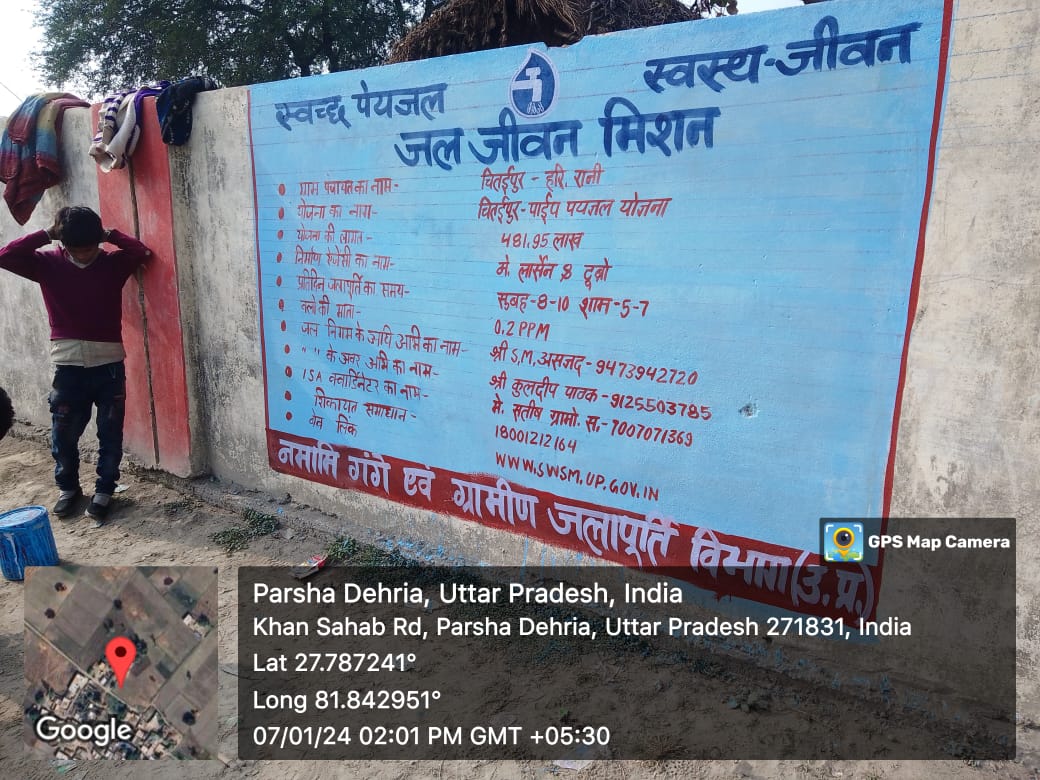 स्वच्छ पेयजल
स्वस्थ-जीवन
जल जीवन मिशन
ग्राम पंचायत का नाम- चितईपुर - हरि. रानी
योजना का नाम- चितईपुर-पाईप पयजल योजना
योजना की लागत- 481.95 लाख
निर्माण ऐजेंसी का नाम- मे. लार्सन & टूब्रो
प्रतिदिन जलापूर्ति का समय- सुबह-8-10 शाम-5-7
क्लो की मात्रा- 0.2 PPM
जल निगम के अधि अभि का नाम- श्री S.M. असजद-9473942720
" " के अवर अभि का नाम- श्री कुलदीप पाठक-9125503785
ISA क्वार्डिनेटर का नाम- मे. सतीष ग्रामो. स.-7007071369
शिकायत समाधान- 18001212164
वेब लिंक WWW.SWSM.UP.GOV.IN
नमामि गंगे एवं ग्रामीण जलापूर्ति विभाग (उ.प्र.)
GPS Map Camera
Parsha Dehria, Uttar Pradesh, India
Khan Sahab Rd, Parsha Dehria, Uttar Pradesh 271831, India
Lat 27.787241°
Long 81.842951°
07/01/24 02:01 PM GMT +05:30
Google